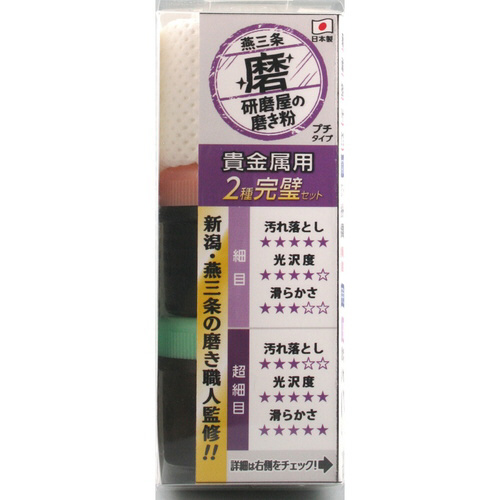 日本製
燕三条
磨
研磨屋の
磨き粉
プチ
タイプ
貴金属用
2種完璧セット
新潟・燕三条の磨き職人監修!!
細目
汚れ落とし
★★★★★
光沢度
★★★★☆
滑らかさ
★★★☆☆
超細目
汚れ落とし
★★★☆☆
光沢度
★★★★★
滑らかさ
★★★★★
詳細は右側をチェック!➡